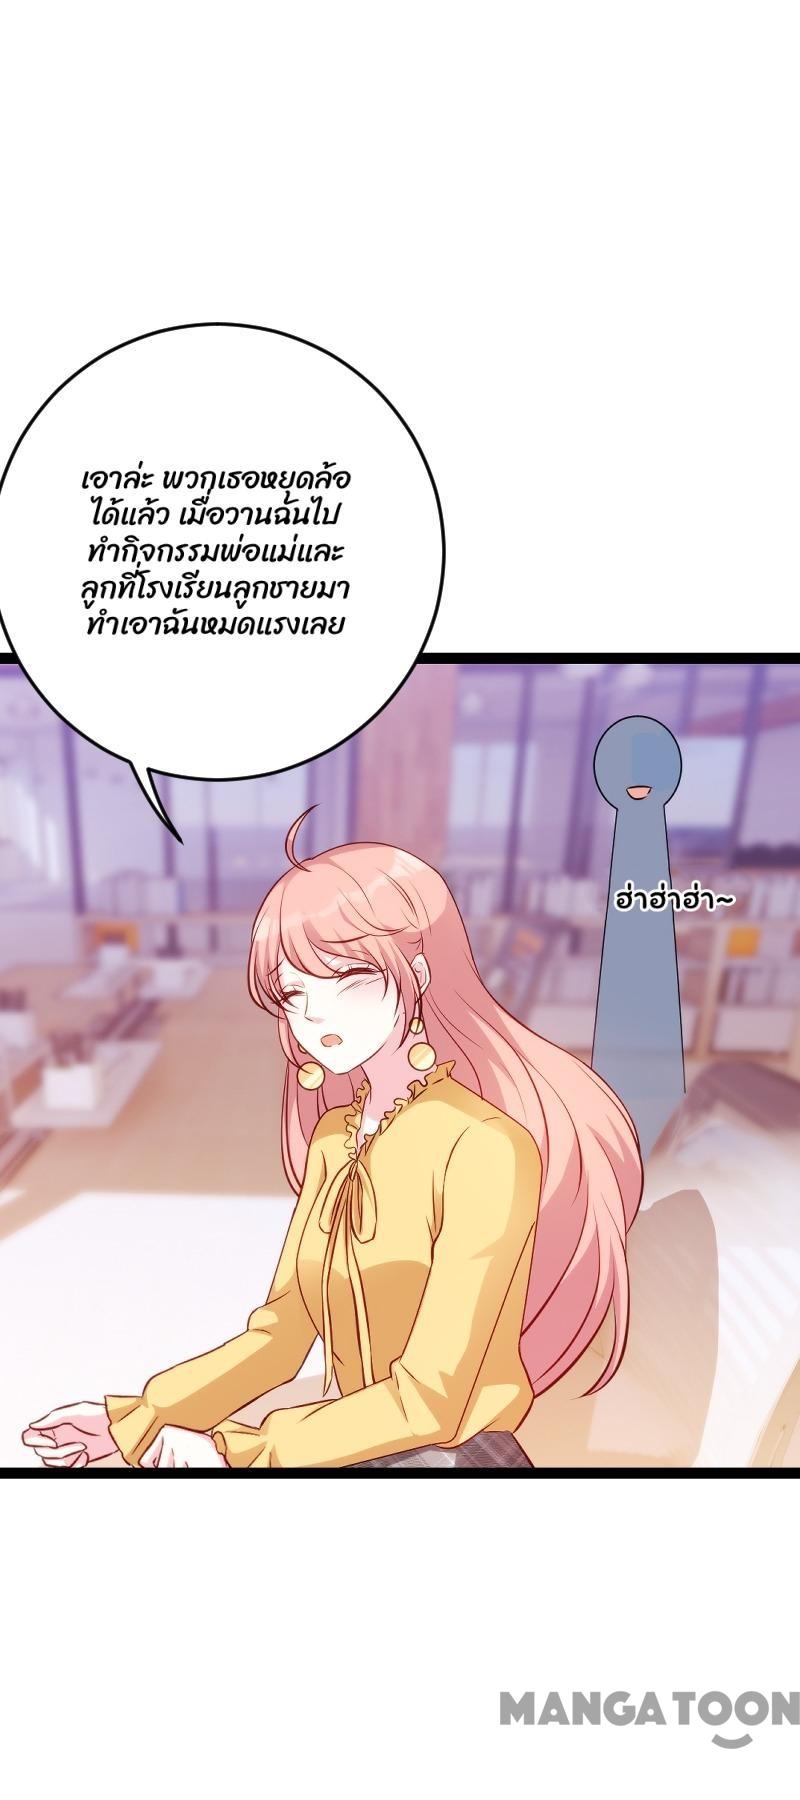 เอาล่ะ พวกเธอหยุดล้อ
ได้แล้ว เมื่อวานฉันไป
ทำกิจกรรมพ่อแม่และ
ลูกที่โรงเรียนลูกชายมา
ทำเอาฉันหมดแรงเลย
ฮ่าฮ่าฮ่า~
MANGATOON